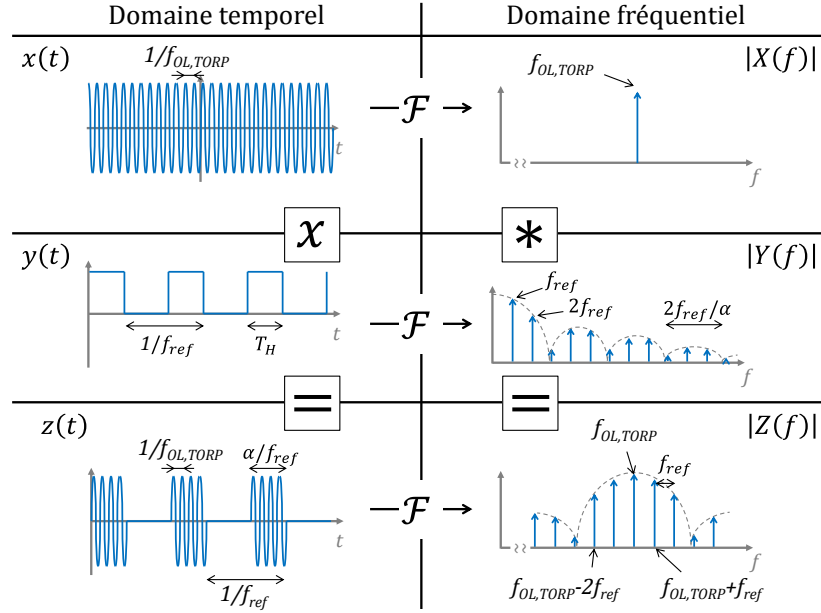 Domaine temporel
Domaine fréquentiel
x(t)
1/f_OL,TORP
t
ℱ
f_OL,TORP
|X(f)|
f
x
*
y(t)
1/f_ref
T_H
t
ℱ
f_ref
2f_ref
2f_ref/α
|Y(f)|
f
=
=
z(t)
1/f_OL,TORP
α/f_ref
t
1/f_ref
ℱ
f_OL,TORP
f_ref
|Z(f)|
f
f_OL,TORP-2f_ref
f_OL,TORP+f_ref